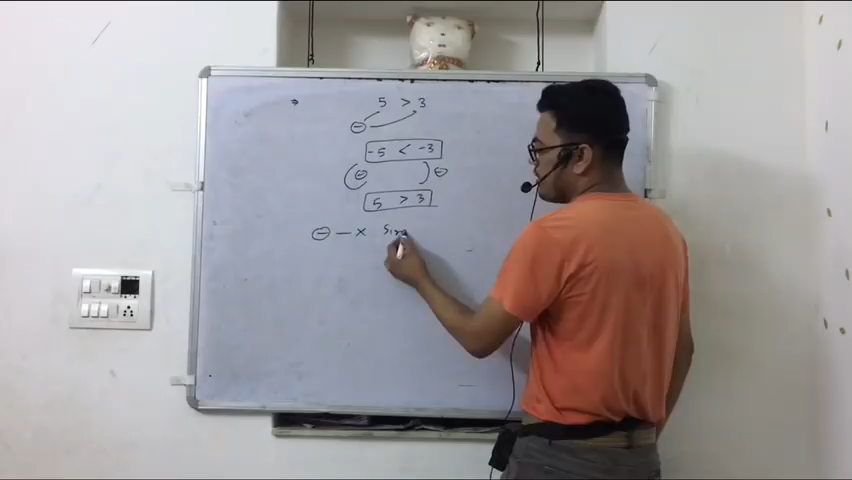 5 > 3
⊖
-5 < -3
⊖ ⊖
5 > 3
⊖ — ×